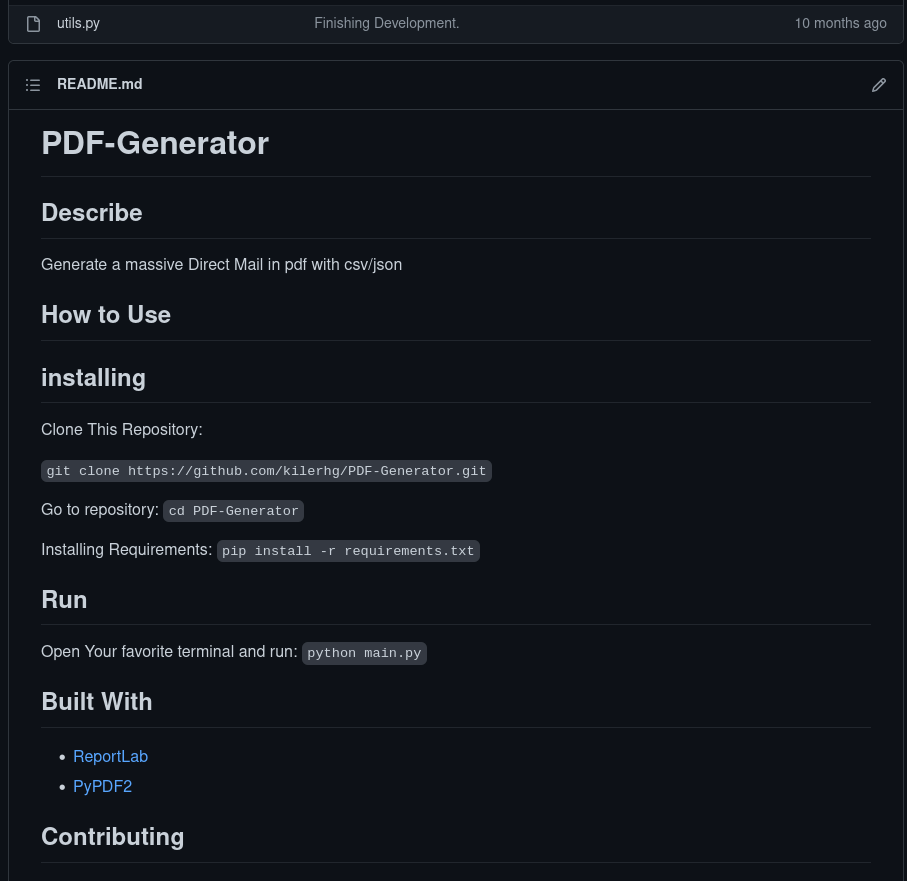 utils.py Finishing Development. 10 months ago
README.md
PDF-Generator
Describe
Generate a massive Direct Mail in pdf with csv/json
How to Use
installing
Clone This Repository:
git clone https://github.com/kilerhg/PDF-Generator.git
Go to repository: cd PDF-Generator
Installing Requirements: pip install -r requirements.txt
Run
Open Your favorite terminal and run: python main.py
Built With
ReportLab
PyPDF2
Contributing